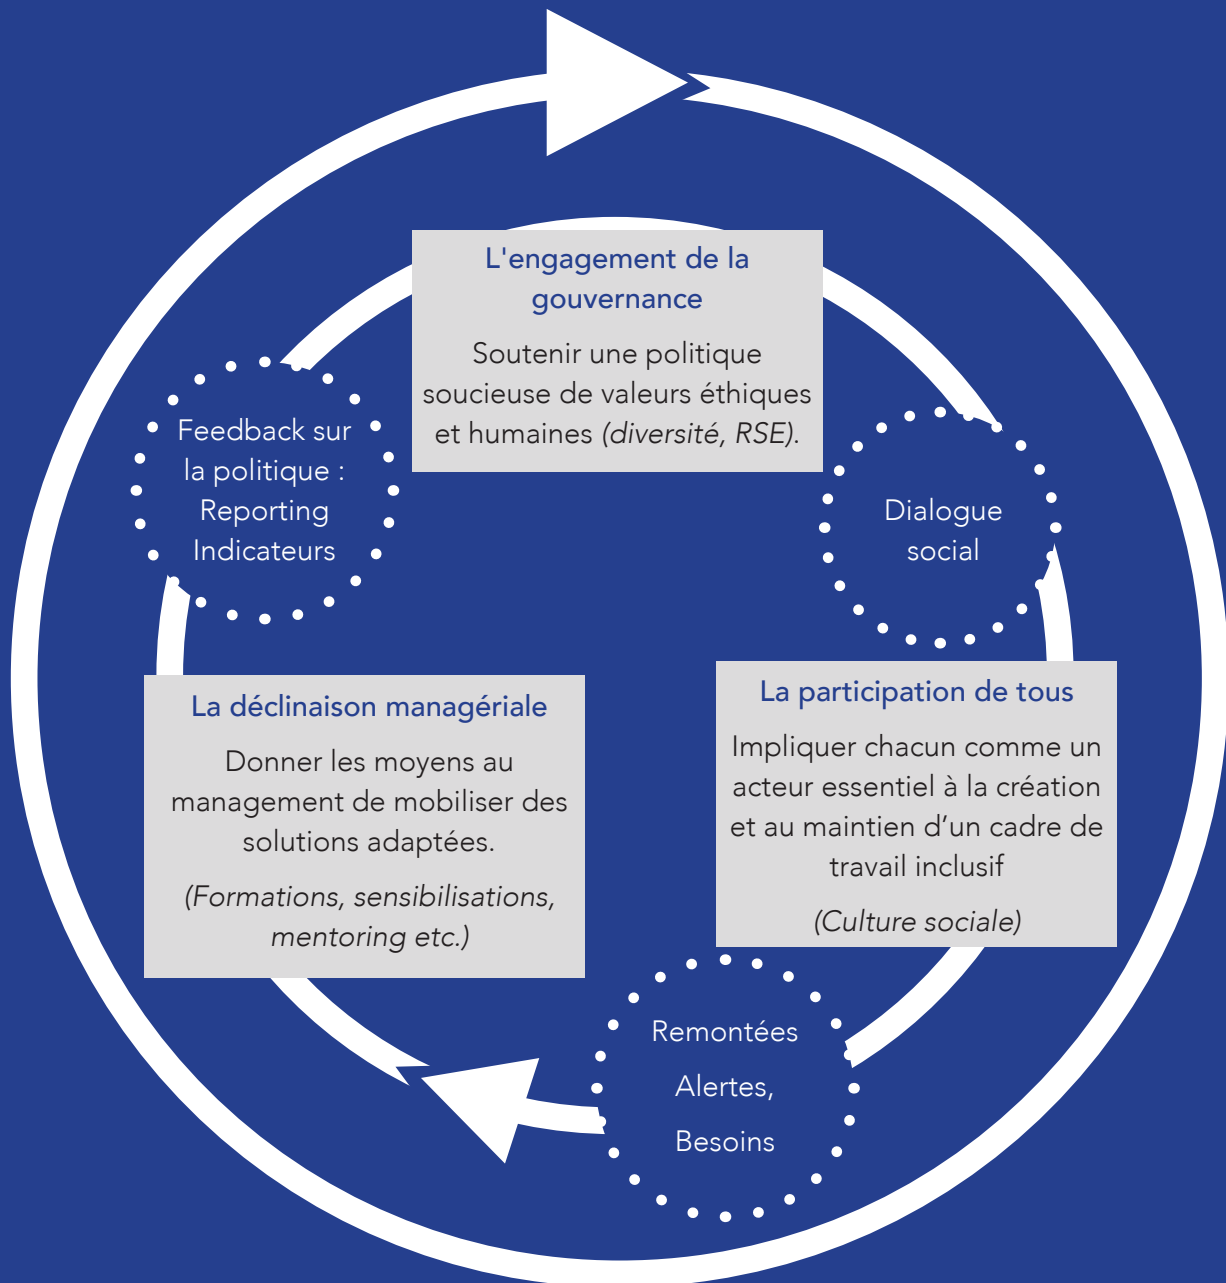 L'engagement de la
gouvernance
Soutenir une politique
soucieuse de valeurs éthiques
et humaines (diversité, RSE).
Feedback sur
la politique :
Reporting
Indicateurs
Dialogue
social
La déclinaison managériale
Donner les moyens au
management de mobiliser des
solutions adaptées.
(Formations, sensibilisations,
mentoring etc.)
La participation de tous
Impliquer chacun comme un
acteur essentiel à la création
et au maintien d’un cadre de
travail inclusif
(Culture sociale)
Remontées
Alertes,
Besoins